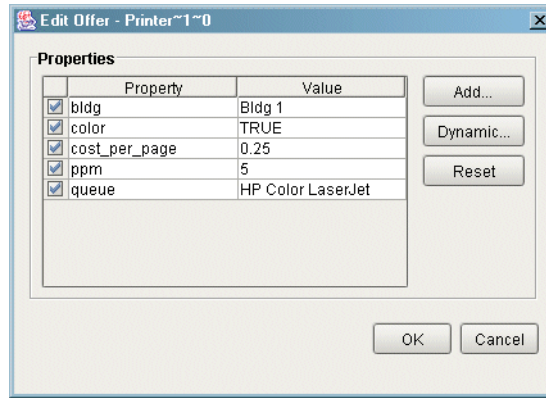 Edit Offer - Printer~1~0
Properties
Property Value
bldg Bldg 1
color TRUE
cost_per_page 0.25
ppm 5
queue HP Color LaserJet
Add...
Dynamic...
Reset
OK Cancel